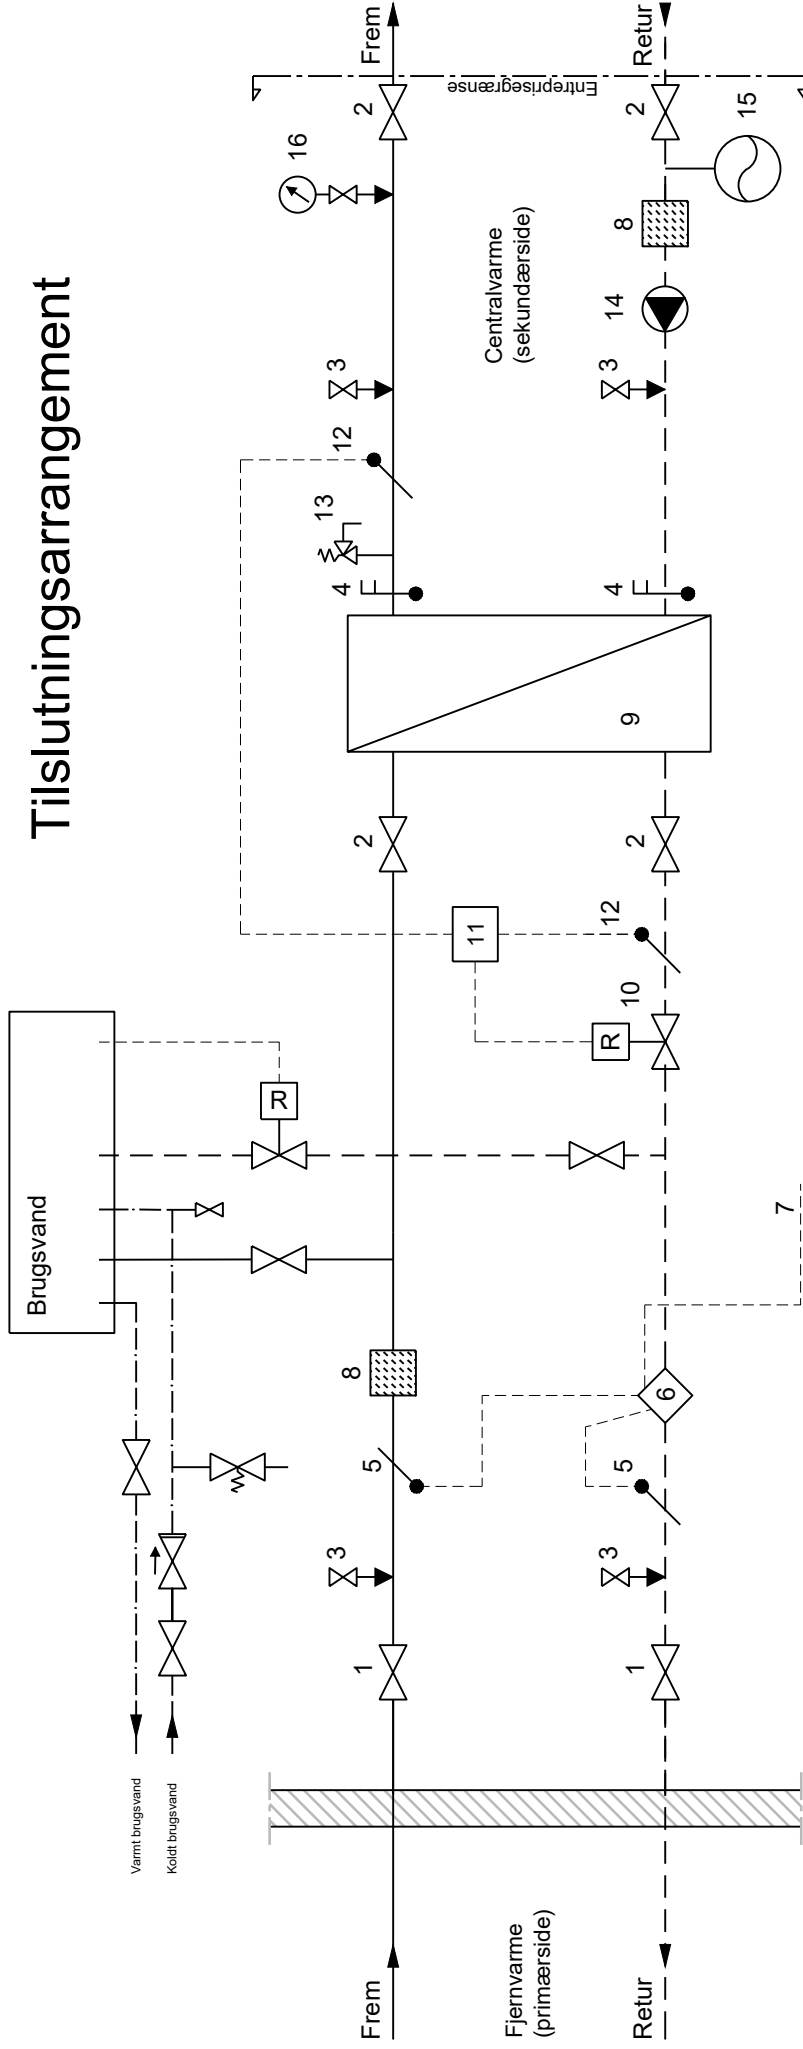 Tilslutningsarrangement
Brugsvand
R
Varmt brugsvand
Koldt brugsvand
16
3
12
13
4
3
Frem
1
5
8
2
2
Frem
Entreprisegrænse
Fjernvarme
(primærside)
11
9
Centralvarme
(sekundærside)
R
10
12
2
4
3
14
8
2
15
Retur
3
5
Retur
1
6
7